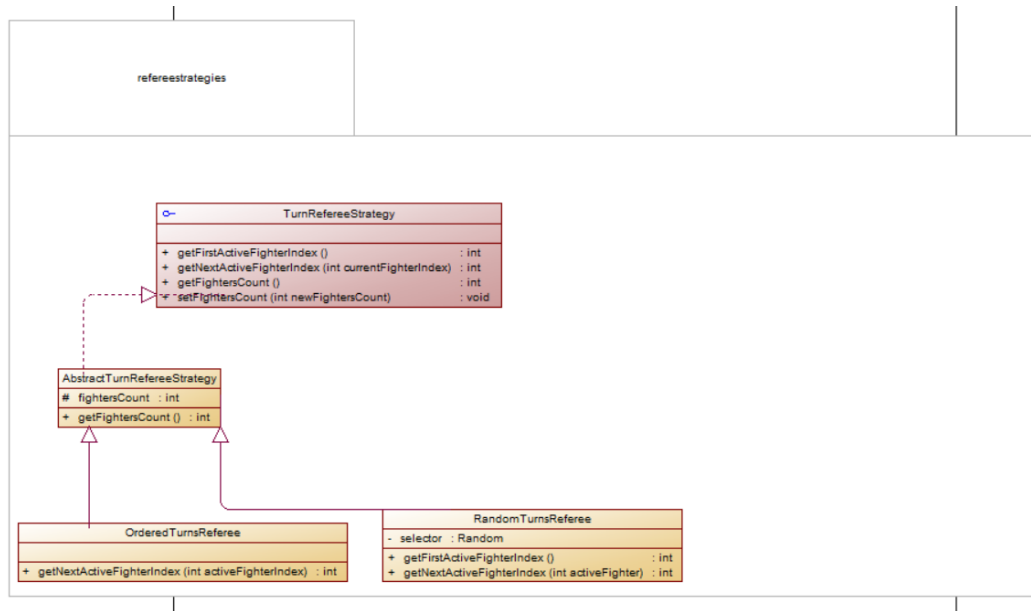 refereestrategies
TurnRefereeStrategy
+ getFirstActiveFighterIndex () : int
+ getNextActiveFighterIndex (int currentFighterIndex) : int
+ getFightersCount () : int
+ setFightersCount (int newFightersCount) : void
AbstractTurnRefereeStrategy
# fightersCount : int
+ getFightersCount () : int
OrderedTurnsReferee
+ getNextActiveFighterIndex (int activeFighterIndex) : int
RandomTurnsReferee
- selector : Random
+ getFirstActiveFighterIndex () : int
+ getNextActiveFighterIndex (int activeFighter) : int